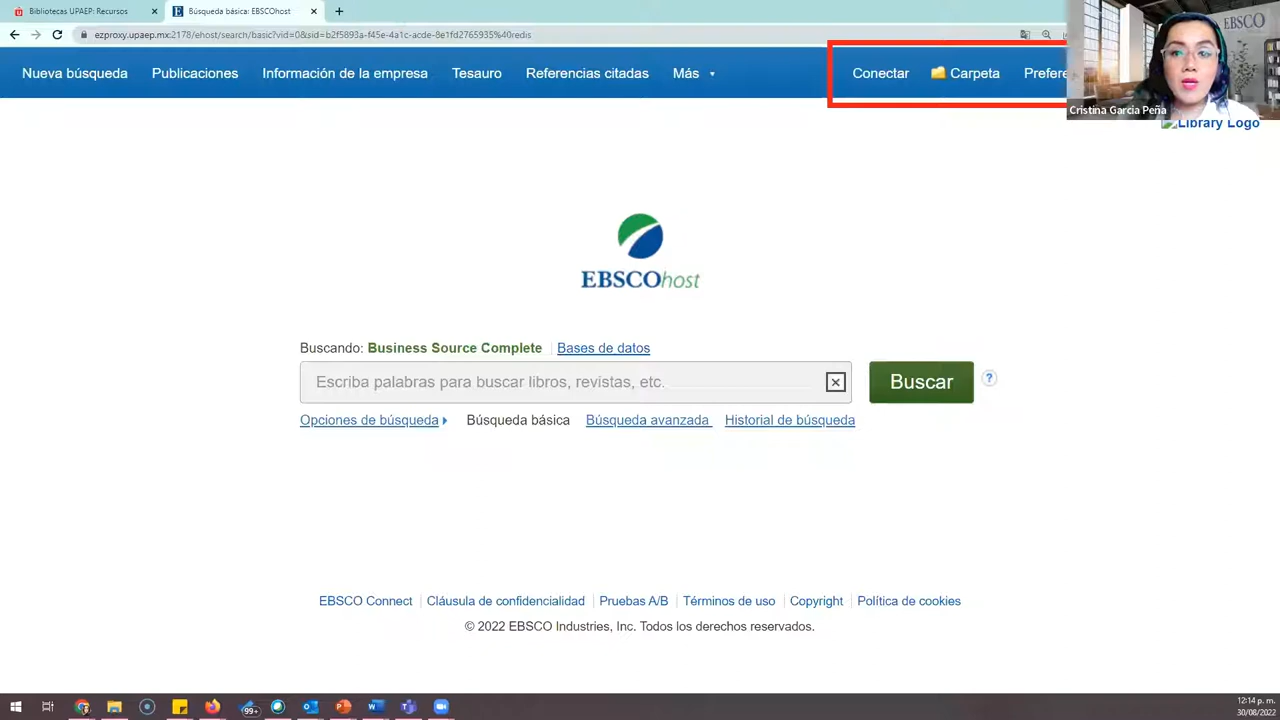 Bibliotecas UPAEP: Recursos
Búsqueda básica: EBSCOhost
ezproxy.upaep.mx:2178/ehost/search/basic?vid=0&sid=b2f5893a-f45e-4a1c-acde-8e1fd2765935%40redis
Nueva búsqueda Publicaciones Información de la empresa Tesauro Referencias citadas Más Conectar Carpeta Prefere
EBSCO
Cristina Garcia Peña
Library Logo
EBSCOhost
Buscando: Business Source Complete Bases de datos
Escriba palabras para buscar libros, revistas, etc. Buscar ?
Opciones de búsqueda Búsqueda básica Búsqueda avanzada Historial de búsqueda
EBSCO Connect Cláusula de confidencialidad Pruebas A/B Términos de uso Copyright Política de cookies
© 2022 EBSCO Industries, Inc. Todos los derechos reservados.
99+
12:14 p. m.
30/08/2022